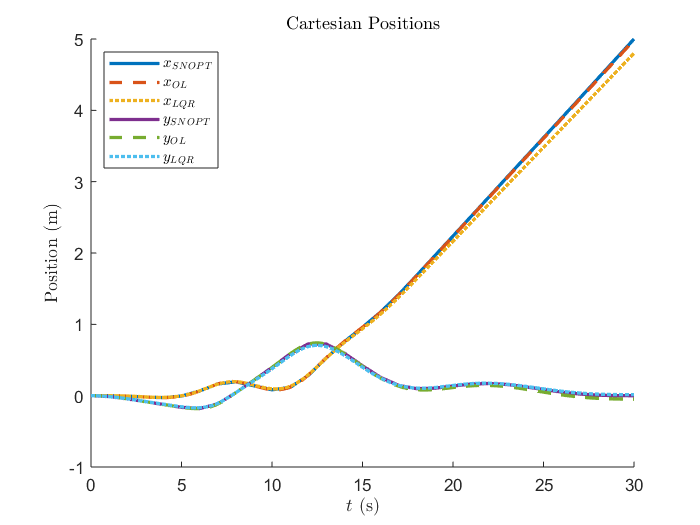 Cartesian Positions
x_SNOPT
x_OL
x_LQR
y_SNOPT
y_OL
y_LQR
5
4
3
2
1
0
-1
Position (m)
0 5 10 15 20 25 30
t (s)